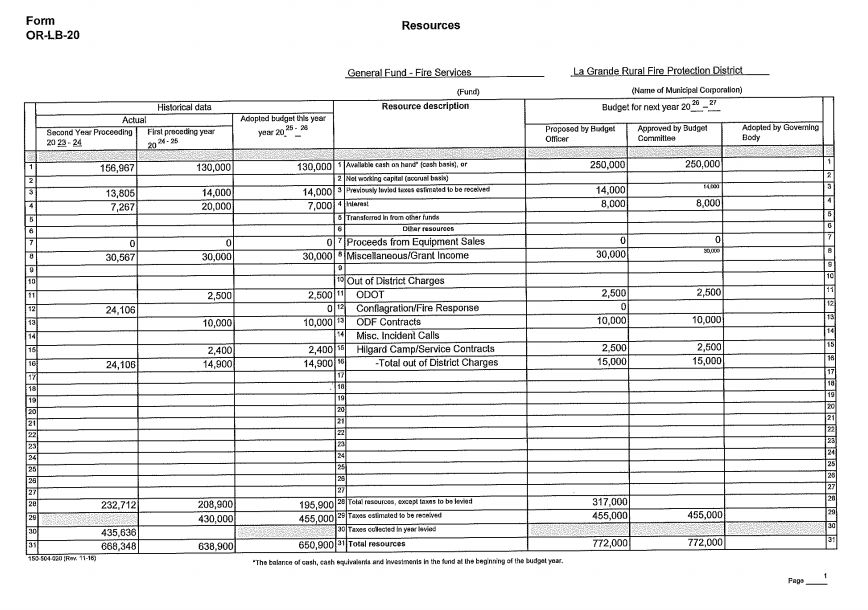 Form
OR-LB-20
Resources
General Fund - Fire Services
La Grande Rural Fire Protection District
(Fund)
(Name of Municipal Corporation)
Historical data
Resource description
Budget for next year 20 26 – 27
Actual
Adopted budget this year
year 20 25 - 26
Second Year Proceeding
20 23 - 24
First preceding year
20 24 - 25
Proposed by Budget
Officer
Approved by Budget
Committee
Adopted by Governing
Body
1 156,967 130,000 130,000 1 Available cash on hand* (cash basis), or 250,000 250,000 1
2 2 Net working capital (accrual basis) 2
3 13,805 14,000 14,000 3 Previously levied taxes estimated to be received 14,000 14,000 3
4 7,267 20,000 7,000 4 Interest 8,000 8,000 4
5 5 Transferred in from other funds 5
6 6 Other resources 6
7 0 0 0 7 Proceeds from Equipment Sales 0 0 7
8 30,567 30,000 30,000 8 Miscellaneous/Grant Income 30,000 30,000 8
9 9 9
10 10 Out of District Charges 10
11 2,500 2,500 11 ODOT 2,500 2,500 11
12 24,106 0 12 Conflagration/Fire Response 0 12
13 10,000 10,000 13 ODF Contracts 10,000 10,000 13
14 14 Misc. Incident Calls 14
15 2,400 2,400 15 Hilgard Camp/Service Contracts 2,500 2,500 15
16 24,106 14,900 14,900 16 -Total out of District Charges 15,000 15,000 16
17 17 17
18 18 18
19 19 19
20 20 20
21 21 21
22 22 22
23 23 23
24 24 24
25 25 25
26 26 26
27 27 27
28 232,712 208,900 195,900 28 Total resources, except taxes to be levied 317,000 28
29 430,000 455,000 29 Taxes estimated to be received 455,000 455,000 29
30 435,636 30 Taxes collected in year levied 30
31 668,348 638,900 650,900 31 Total resources 772,000 772,000 31
150-504-020 (Rev. 11-16)
*The balance of cash, cash equivalents and investments in the fund at the beginning of the budget year.
Page 1